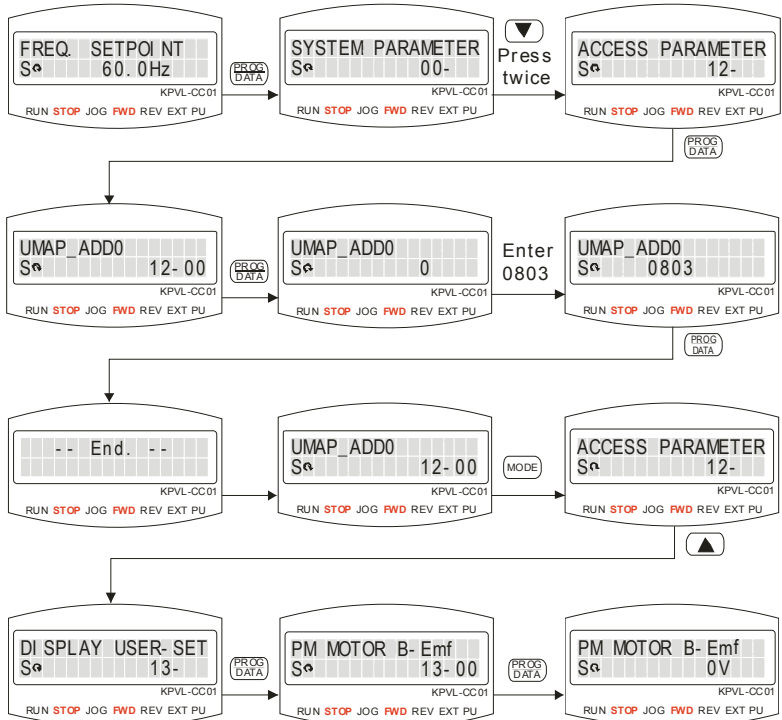 FREQ. SETPOINT
S 60.0Hz
KPVL-CC01
RUN STOP JOG FWD REV EXT PU
PROG
DATA
SYSTEM PARAMETER
S 00-
KPVL-CC01
RUN STOP JOG FWD REV EXT PU
Press
twice
ACCESS PARAMETER
S 12-
KPVL-CC01
RUN STOP JOG FWD REV EXT PU
PROG
DATA
UMAP_ADD0
S 12-00
KPVL-CC01
RUN STOP JOG FWD REV EXT PU
PROG
DATA
UMAP_ADD0
S 0
KPVL-CC01
RUN STOP JOG FWD REV EXT PU
Enter
0803
UMAP_ADD0
S 0803
KPVL-CC01
RUN STOP JOG FWD REV EXT PU
PROG
DATA
-- End. --
KPVL-CC01
RUN STOP JOG FWD REV EXT PU
UMAP_ADD0
S 12-00
KPVL-CC01
RUN STOP JOG FWD REV EXT PU
MODE
ACCESS PARAMETER
S 12-
KPVL-CC01
RUN STOP JOG FWD REV EXT PU
DISPLAY USER-SET
S 13-
KPVL-CC01
RUN STOP JOG FWD REV EXT PU
PROG
DATA
PM MOTOR B-Emf
S 13-00
KPVL-CC01
RUN STOP JOG FWD REV EXT PU
PROG
DATA
PM MOTOR B-Emf
S 0V
KPVL-CC01
RUN STOP JOG FWD REV EXT PU